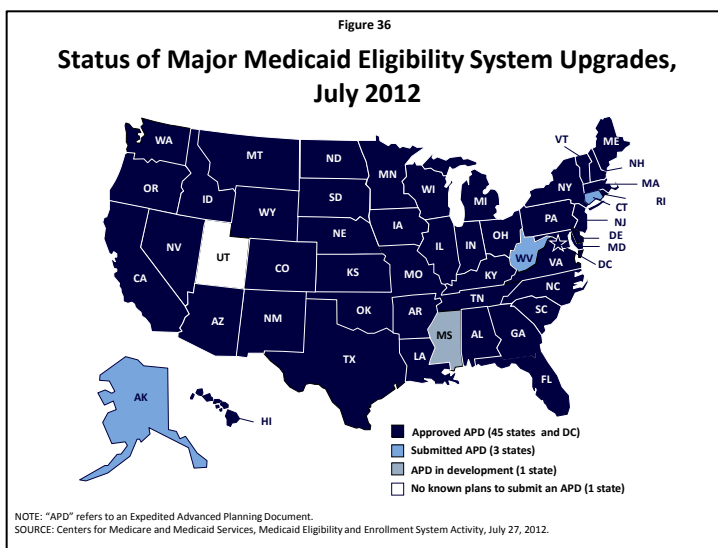 Figure 36
Status of Major Medicaid Eligibility System Upgrades,
July 2012
WA
MT
ND
MN
VT
ME
NH
MA
RI
CT
NJ
DE
MD
DC
OR
ID
WY
SD
WI
MI
NY
PA
NV
UT
CO
NE
IA
IL
IN
OH
WV
VA
CA
KS
MO
KY
NC
TN
SC
AZ
NM
OK
AR
MS
AL
GA
TX
LA
FL
AK
HI
Approved APD (45 states and DC)
Submitted APD (3 states)
APD in development (1 state)
No known plans to submit an APD (1 state)
NOTE: “APD” refers to an Expedited Advanced Planning Document.
SOURCE: Centers for Medicare and Medicaid Services, Medicaid Eligibility and Enrollment System Activity, July 27, 2012.